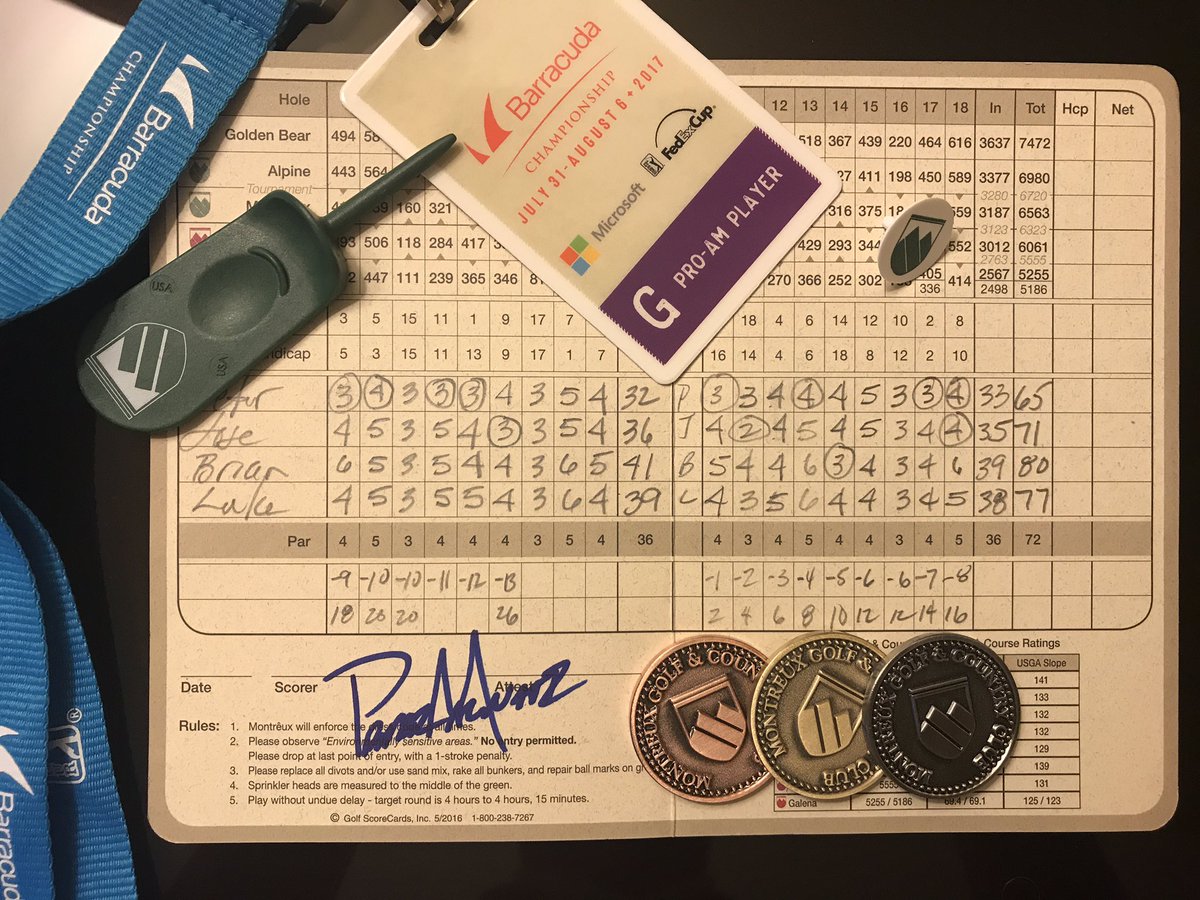 Barracuda
CHAMPIONSHIP
Barracuda
CHAMPIONSHIP
JULY 31-AUGUST 6 • 2017
Microsoft
PGA TOUR
FedExCup
G PRO-AM PLAYER
Hole 12 13 14 15 16 17 18 In Tot Hcp Net
Golden Bear 494 518 367 439 220 464 616 3637 7472
Alpine 443 564 411 198 450 589 3377 6980
Tournament 3280 - 6720
160 321 316 375 559 3187 6563
3123 - 6323
506 118 284 417 429 293 344 552 3012 6061
2763 - 5555
447 111 239 365 346 270 366 252 302 405 414 2567 5255
336 2498 5186
3 5 15 11 1 9 17 7 18 4 6 14 12 10 2 8
5 3 15 11 13 9 17 1 7 16 14 4 6 18 8 12 2 10
3 4 3 3 3 4 3 5 4 32 P 3 3 4 4 4 5 3 3 4 33 65
4 5 3 5 4 3 3 5 4 36 J 4 2 4 5 4 5 3 4 4 35 71
Brian 6 5 3 5 4 4 3 6 5 41 B 5 4 4 6 3 4 3 4 6 39 80
Luke 4 5 3 5 5 4 3 6 4 39 L 4 3 5 6 4 4 3 4 5 38 77
Par 4 5 3 4 4 4 3 5 4 36 4 3 4 5 4 4 3 4 5 36 72
-9 -10 -10 -11 -12 -13 -1 -2 -3 -4 -5 -6 -6 -7 -8
18 20 20 26 2 4 6 8 10 12 12 14 16
USA
USA
Date Scorer Attest
Rules: 1. Montrêux will enforce the
2. Please observe "Environmentally sensitive areas." No entry permitted.
Please drop at last point of entry, with a 1-stroke penalty.
3. Please replace all divots and/or use sand mix, rake all bunkers, and repair ball marks on
4. Sprinkler heads are measured to the middle of the green.
5. Play without undue delay - target round is 4 hours to 4 hours, 15 minutes.
© Golf ScoreCards, Inc. 5/2016 1-800-238-7267
Course Ratings
USGA Slope
141
133
132
132
129
139
131
Galena 5255 / 5186 69.4 / 69.1 125 / 123
MONTREUX GOLF & COUNTRY
MONTREUX GOLF & CLUB
MONTREUX GOLF & COUNTRY CLUB
Barracuda